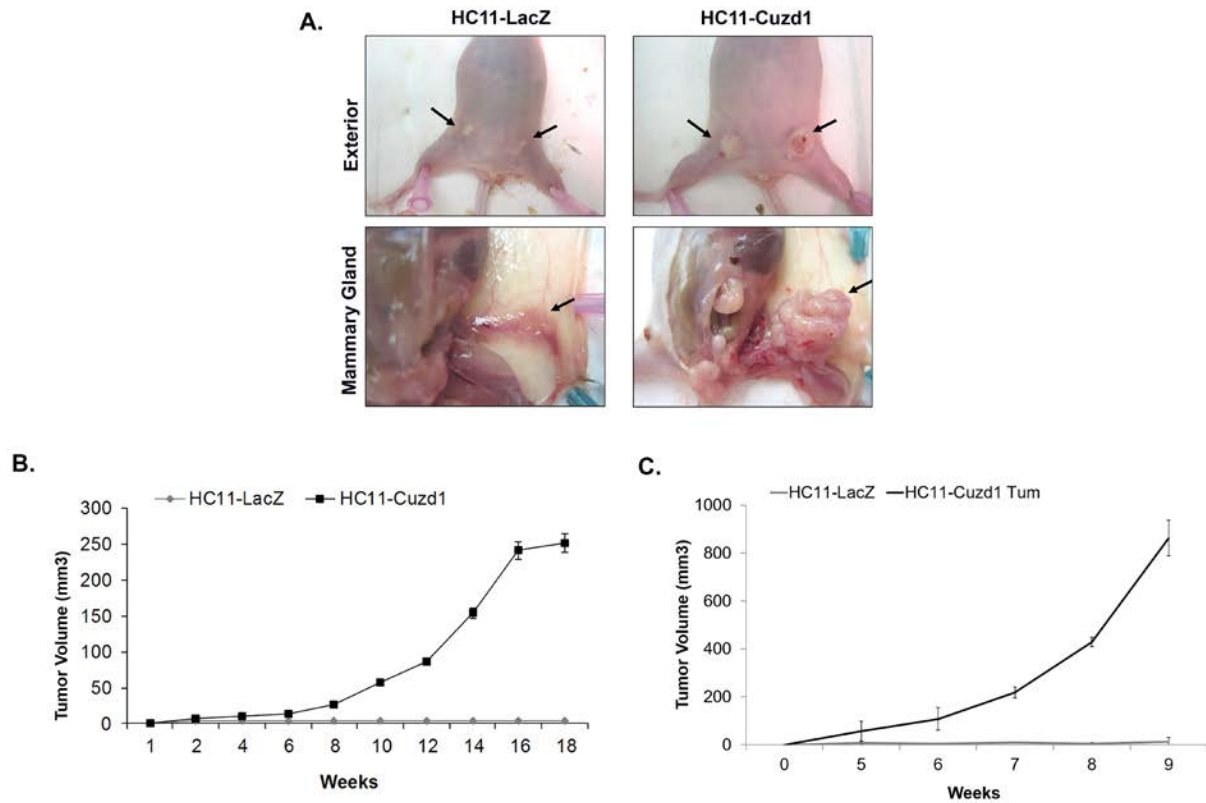 A.
HC11-LacZ
HC11-Cuzd1
Exterior
Mammary Gland
B.
HC11-LacZ
HC11-Cuzd1
Tumor Volume (mm3)
300
250
200
150
100
50
0
1 2 4 6 8 10 12 14 16 18
Weeks
C.
HC11-LacZ
HC11-Cuzd1 Tum
Tumor Volume (mm3)
1000
800
600
400
200
0
0 5 6 7 8 9
Weeks